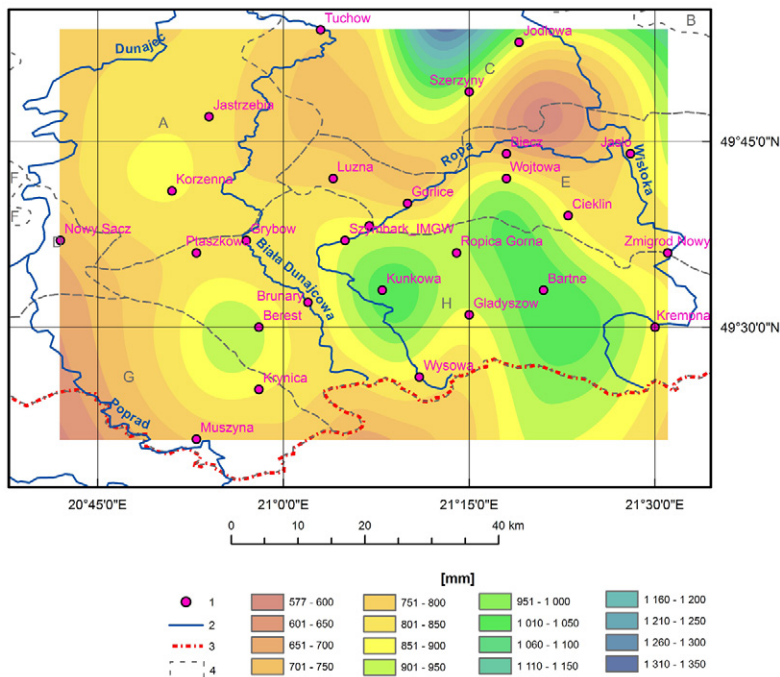 Tuchow
Dunajec
Jodlowa
B
Szerzyny
C
Jastrzebia
A
49°45'0"N
Ropa
Biecz
Jaslo
Wisloka
Luzna
Wojtowa
E
F
Korzenna
Gorlice
Cieklin
F
Nowy Sacz
Ptaszkowa
Grybow
Szymbark_IMGW
Ropica Gorna
Zmigrod Nowy
D
Biala Dunajcowa
Kunkowa
Bartne
Brunary
H
Gladyszow
Berest
Krempna
49°30'0"N
Wysowa
G
Krynica
Poprad
Muszyna
20°45'0"E
21°00'0"E
21°15'0"E
21°30'0"E
0 10 20 40 km
[mm]
1 577 - 600 751 - 800 951 - 1 000 1 160 - 1 200
2 601 - 650 801 - 850 1 010 - 1 050 1 210 - 1 250
3 651 - 700 851 - 900 1 060 - 1 100 1 260 - 1 300
4 701 - 750 901 - 950 1 110 - 1 150 1 310 - 1 350